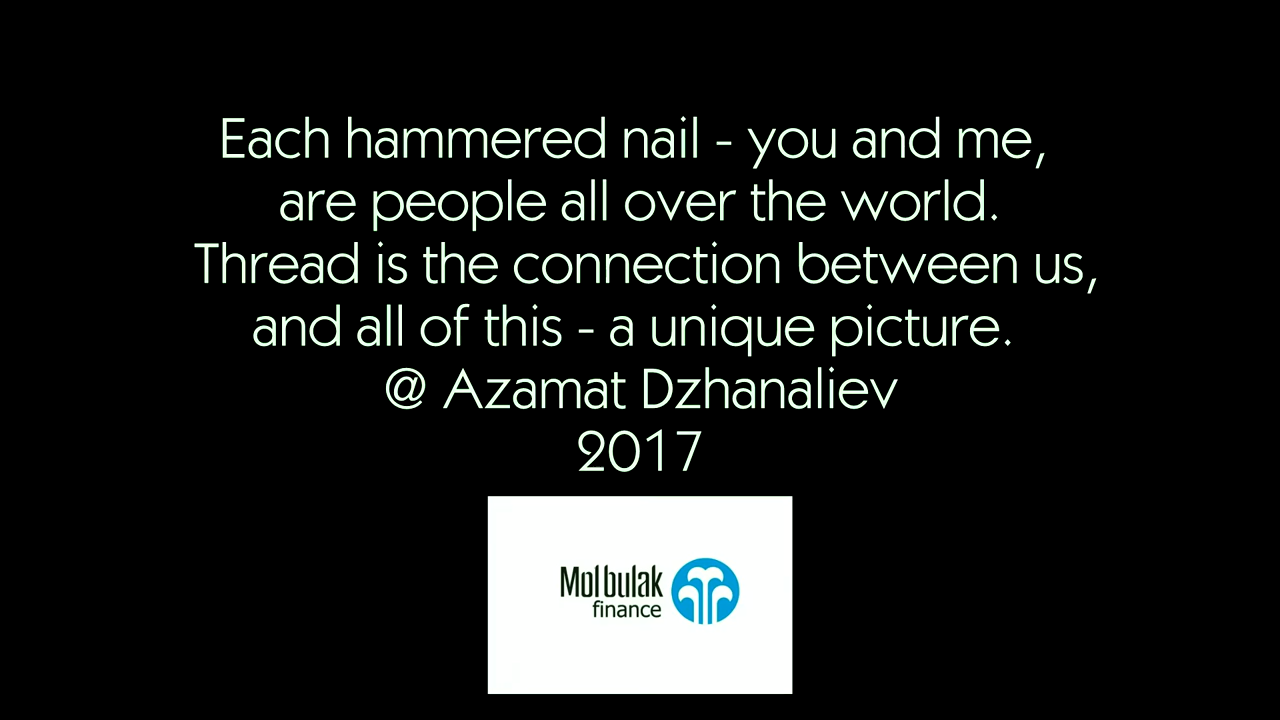 Each hammered nail - you and me,
are people all over the world.
Thread is the connection between us,
and all of this - a unique picture.
@ Azamat Dzhanaliev
2017
Mol bulak
finance